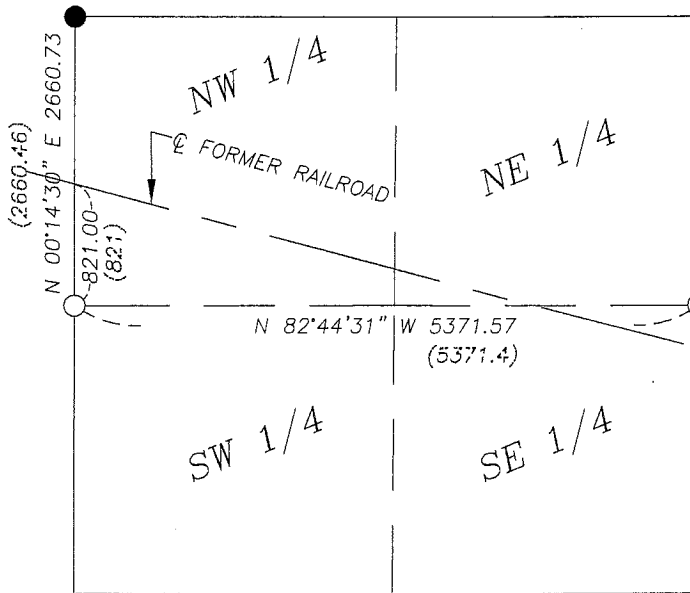 NW 1/4
NE 1/4
℄ FORMER RAILROAD
N 00°14'30" E 2660.73
(2660.46)
821.00
(821)
N 82°44'31" W 5371.57
(5371.4)
SW 1/4
SE 1/4